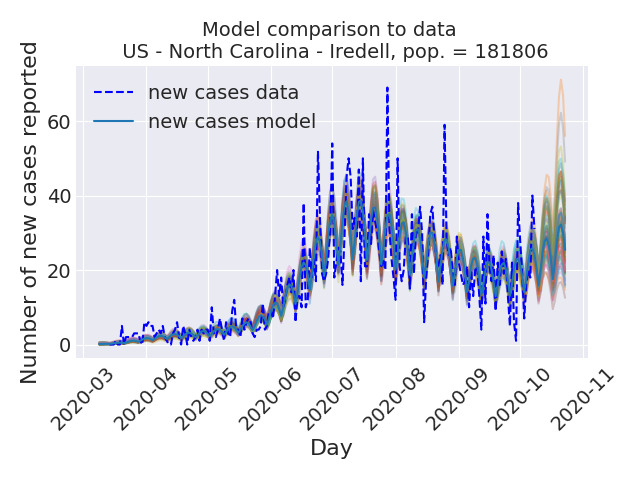 Model comparison to data
US - North Carolina - Iredell, pop. = 181806
Number of new cases reported
new cases data
new cases model
60
40
20
0
2020-03
2020-04
2020-05
2020-06
2020-07
2020-08
2020-09
2020-10
2020-11
Day